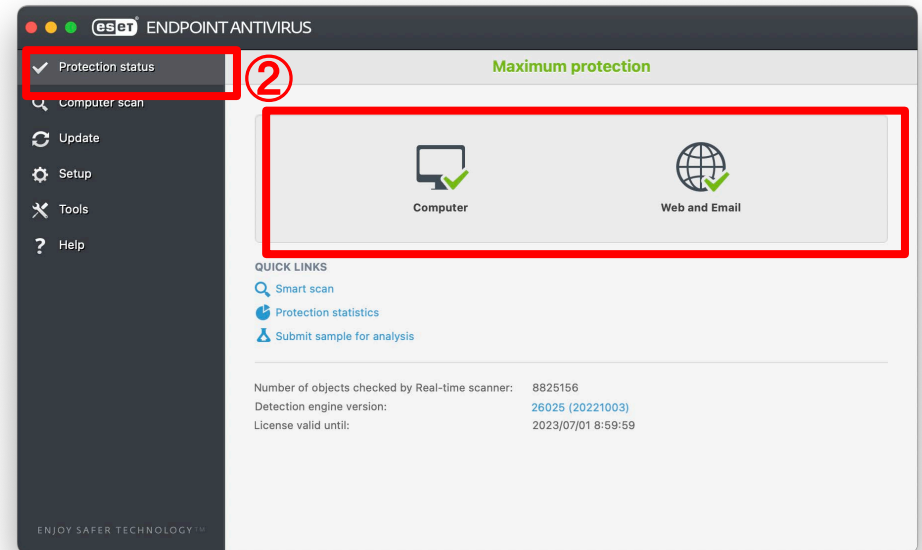 eset ENDPOINT ANTIVIRUS
Protection status
②
Maximum protection
Computer scan
Update
Setup
Tools
Help
Computer
Web and Email
QUICK LINKS
Smart scan
Protection statistics
Submit sample for analysis
Number of objects checked by Real-time scanner: 8825156
Detection engine version: 26025 (20221003)
License valid until: 2023/07/01 8:59:59
ENJOY SAFER TECHNOLOGY™